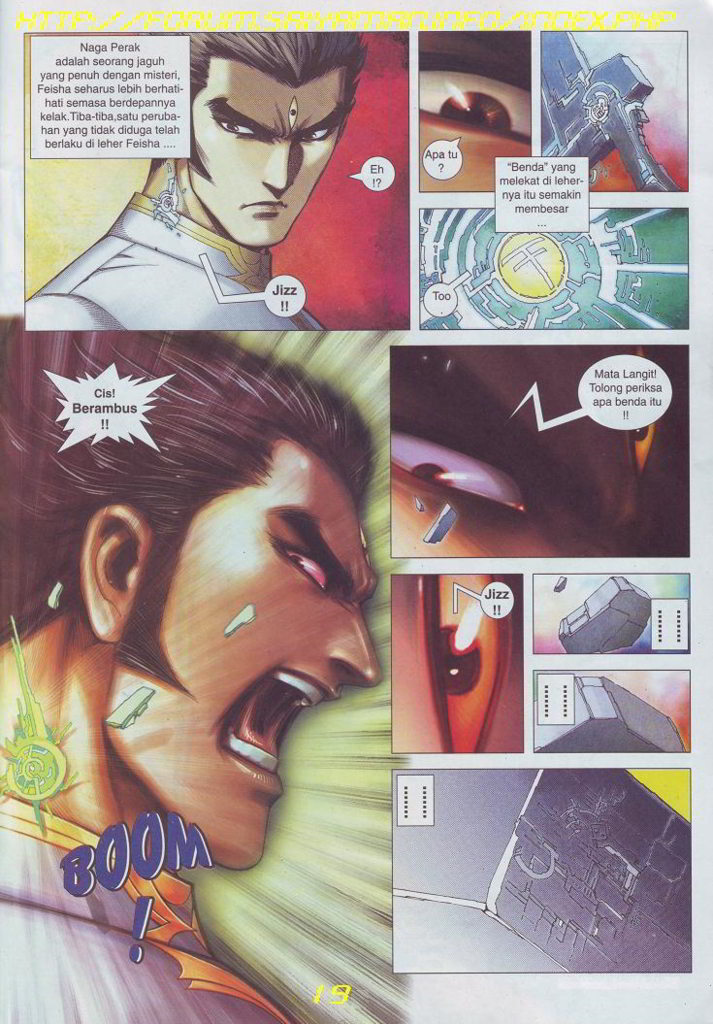 HTTP://FORUM.SAIYAMAN.INFO/INDEX.PHP
Naga Perak
adalah seorang jaguh
yang penuh dengan misteri,
Feisha seharus lebih berhati-
hati semasa berdepannya
kelak.Tiba-tiba,satu peruba-
han yang tidak diduga telah
berlaku di leher Feisha ....
Eh
!?
Jizz
!!
Apa tu
?
"Benda" yang
melekat di leher-
nya itu semakin
membesar
...
Too
Cis!
Berambus
!!
Mata Langit!
Tolong periksa
apa benda itu
!!
Jizz
!!
BOOM
!
19